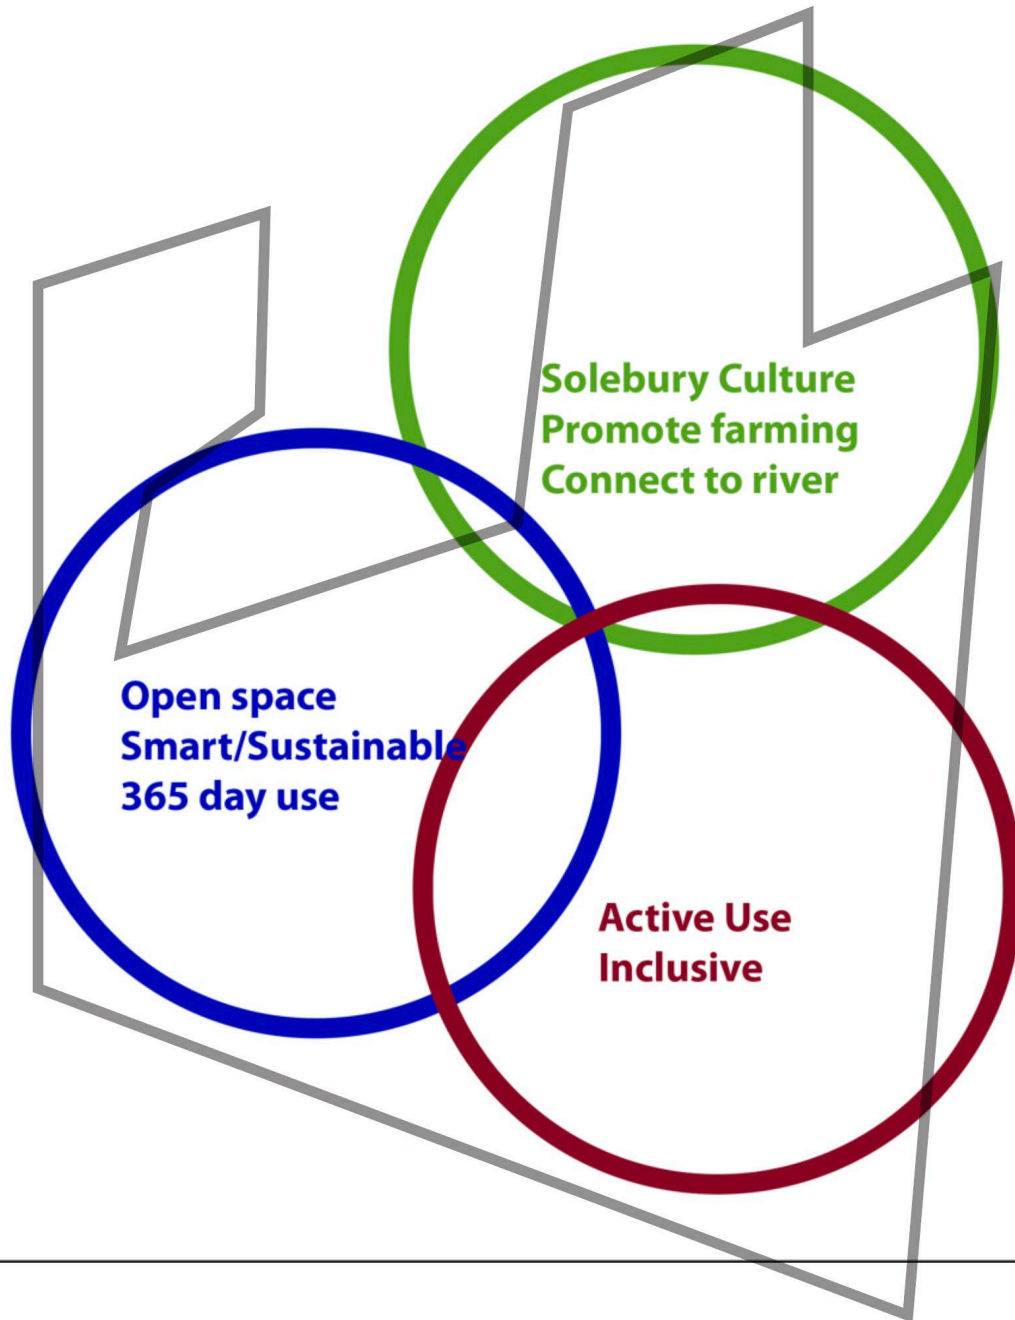 Solebury Culture
Promote farming
Connect to river
Open space
Smart/Sustainable
365 day use
Active Use
Inclusive